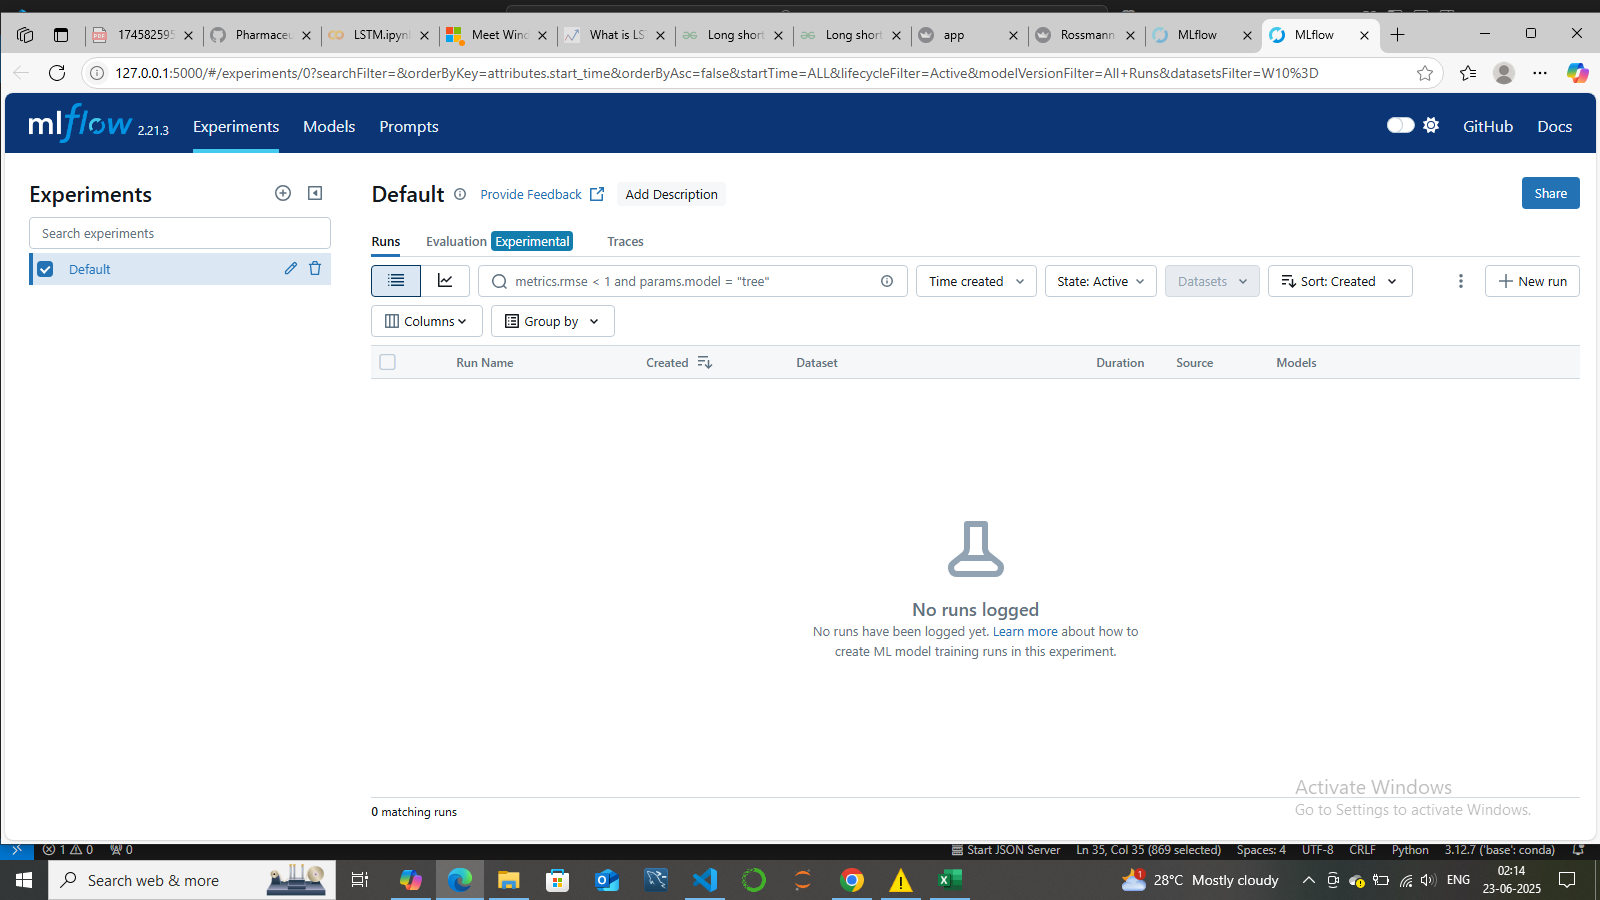 174582595
Pharmaceu
LSTM.ipyn
Meet Wind
What is LS
Long short
Long short
app
Rossmann
MLflow
MLflow
127.0.0.1:5000/#/experiments/0?searchFilter=&orderByKey=attributes.start_time&orderByAsc=false&startTime=ALL&lifecycleFilter=Active&modelVersionFilter=All+Runs&datasetsFilter=W10%3D
mlflow 2.21.3
Experiments
Models
Prompts
GitHub
Docs
Experiments
Search experiments
Default
Default
Provide Feedback
Add Description
Share
Runs
Evaluation Experimental
Traces
metrics.rmse < 1 and params.model = "tree"
Time created
State: Active
Datasets
Sort: Created
New run
Columns
Group by
Run Name
Created
Dataset
Duration
Source
Models
No runs logged
No runs have been logged yet. Learn more about how to
create ML model training runs in this experiment.
0 matching runs
Activate Windows
Go to Settings to activate Windows.
1 0
0
Start JSON Server
Ln 35, Col 35 (869 selected)
Spaces: 4
UTF-8
CRLF
Python
3.12.7 ('base': conda)
Search web & more
1
28°C Mostly cloudy
ENG
02:14
23-06-2025